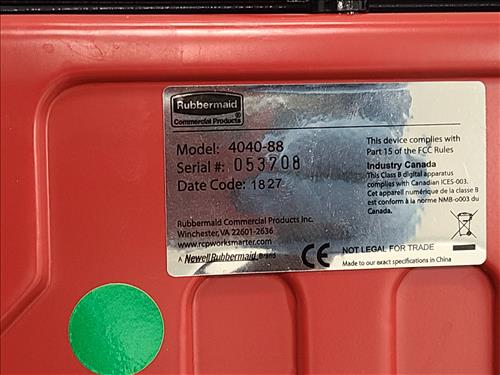 Rubbermaid
Commercial Products
®
Model: 4040-88
Serial #: 053708
Date Code: 1827
Rubbermaid Commercial Products Inc.
Winchester, VA 22601-2636
www.rcpworksmarter.com
A NewellRubbermaid Brand
This device complies with
Part 15 of the FCC Rules
Industry Canada
This Class B digital apparatus
complies with Canadian ICES-003.
Cet appareil numérique de la classe B
est conform à la norme NMB-0003 du
Canada.
CE
NOT LEGAL FOR TRADE
Made to our exact specifications in China